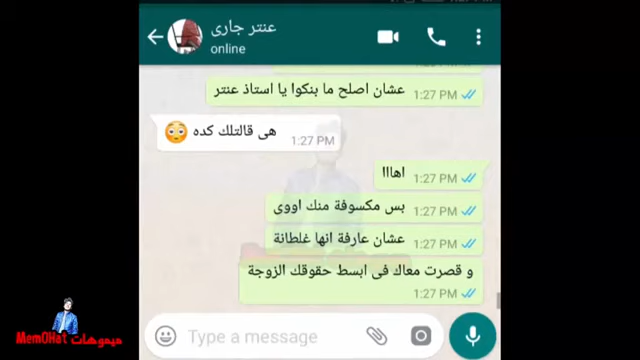 عنتر جارى
online
عشان اصلح ما بنكوا يا استاذ عنتر
1:27 PM
هى قالتلك كده 😳
1:27 PM
اهااا
1:27 PM
بس مكسوفة منك اووى
1:27 PM
عشان عارفة انها غلطانة
1:27 PM
و قصرت معاك فى ابسط حقوقك الزوجة
1:27 PM
Type a message
MemOHat ميموهات